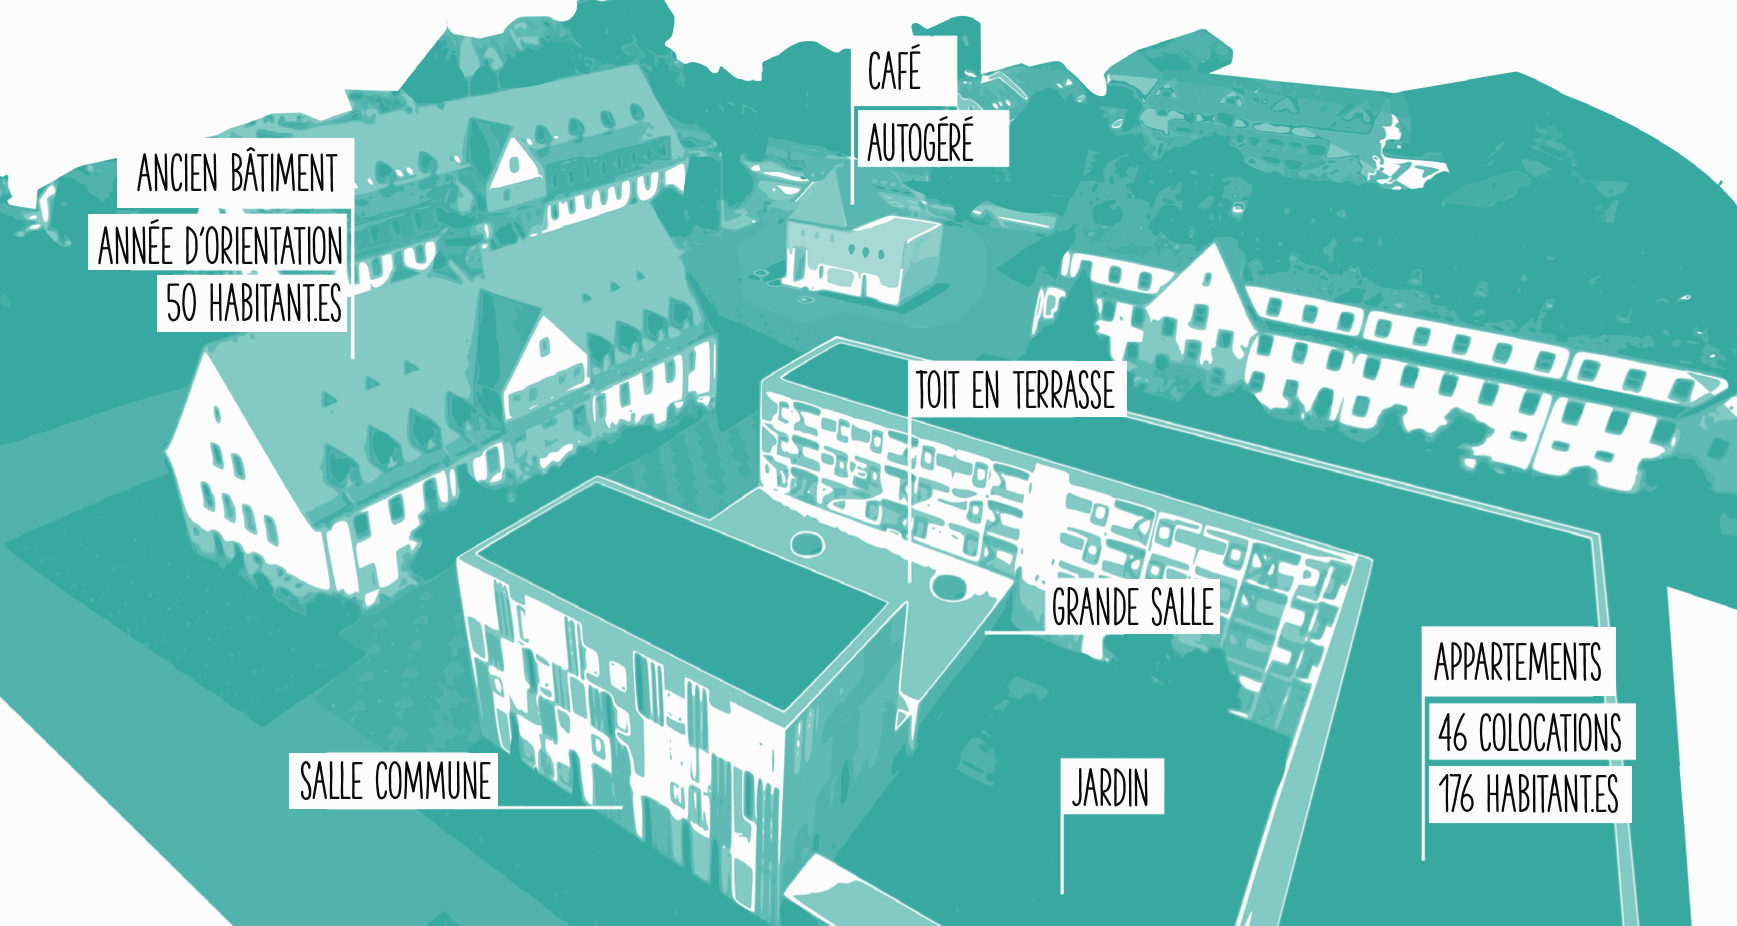 CAFÉ
AUTOGÉRÉ
ANCIEN BÂTIMENT
ANNÉE D'ORIENTATION
50 HABITANT.ES
TOIT EN TERRASSE
GRANDE SALLE
APPARTEMENTS
46 COLOCATIONS
176 HABITANT.ES
SALLE COMMUNE
JARDIN